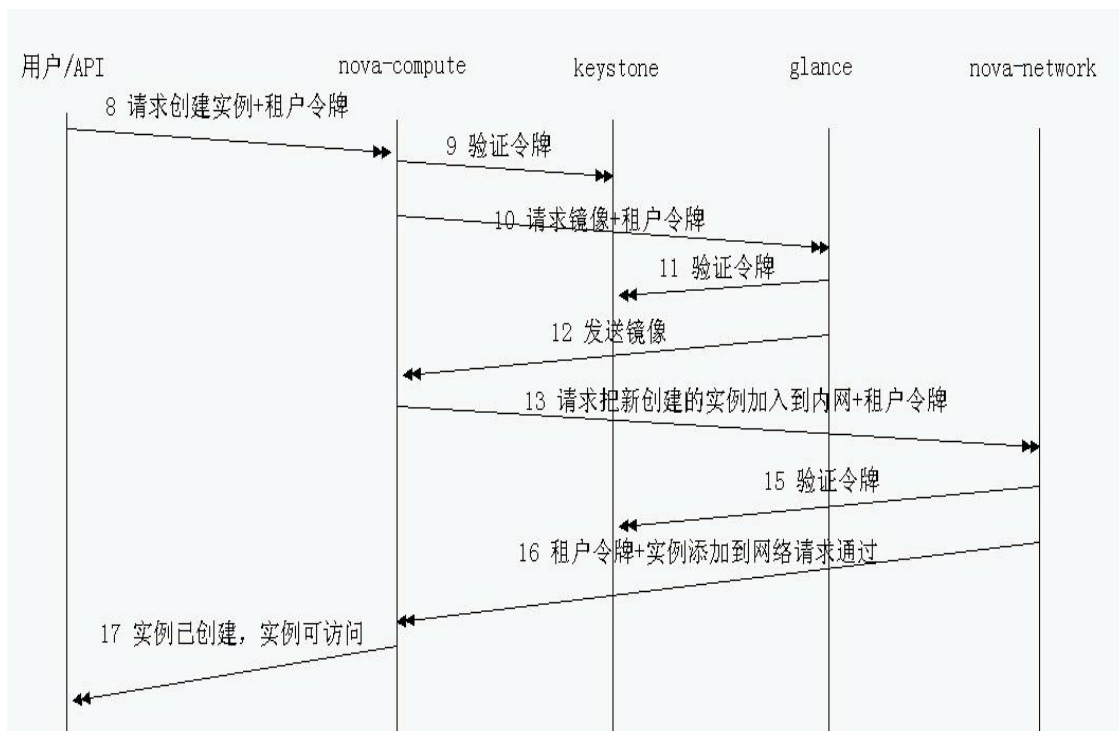 用户/API
nova-compute
keystone
glance
nova-network
8 请求创建实例+租户令牌
9 验证令牌
10 请求镜像+租户令牌
11 验证令牌
12 发送镜像
13 请求把新创建的实例加入到内网+租户令牌
15 验证令牌
16 租户令牌+实例添加到网络请求通过
17 实例已创建，实例可访问